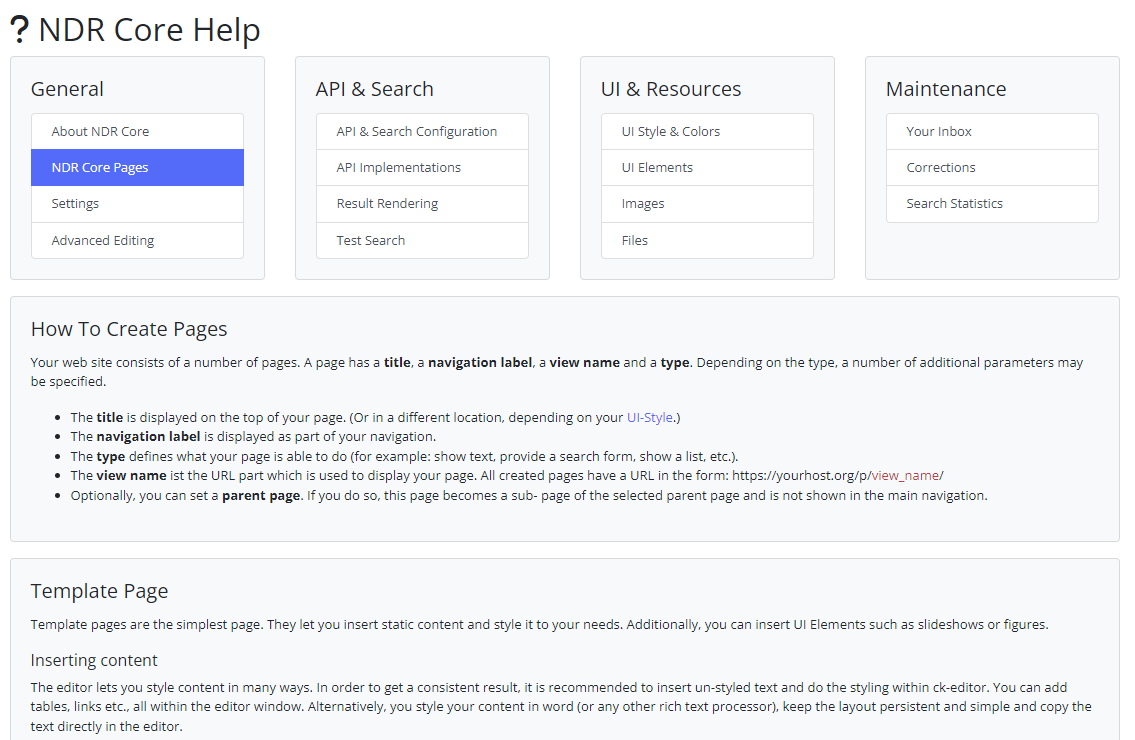 ? NDR Core Help
General
About NDR Core
NDR Core Pages
Settings
Advanced Editing
API & Search
API & Search Configuration
API Implementations
Result Rendering
Test Search
UI & Resources
UI Style & Colors
UI Elements
Images
Files
Maintenance
Your Inbox
Corrections
Search Statistics
How To Create Pages
Your web site consists of a number of pages. A page has a title, a navigation label, a view name and a type. Depending on the type, a number of additional parameters may
be specified.
• The title is displayed on the top of your page. (Or in a different location, depending on your UI-Style.)
• The navigation label is displayed as part of your navigation.
• The type defines what your page is able to do (for example: show text, provide a search form, show a list, etc.).
• The view name ist the URL part which is used to display your page. All created pages have a URL in the form: https://yourhost.org/p/view_name/
• Optionally, you can set a parent page. If you do so, this page becomes a sub- page of the selected parent page and is not shown in the main navigation.
Template Page
Template pages are the simplest page. They let you insert static content and style it to your needs. Additionally, you can insert UI Elements such as slideshows or figures.
Inserting content
The editor lets you style content in many ways. In order to get a consistent result, it is recommended to insert un-styled text and do the styling within ck-editor. You can add
tables, links etc., all within the editor window. Alternatively, you style your content in word (or any other rich text processor), keep the layout persistent and simple and copy the
text directly in the editor.